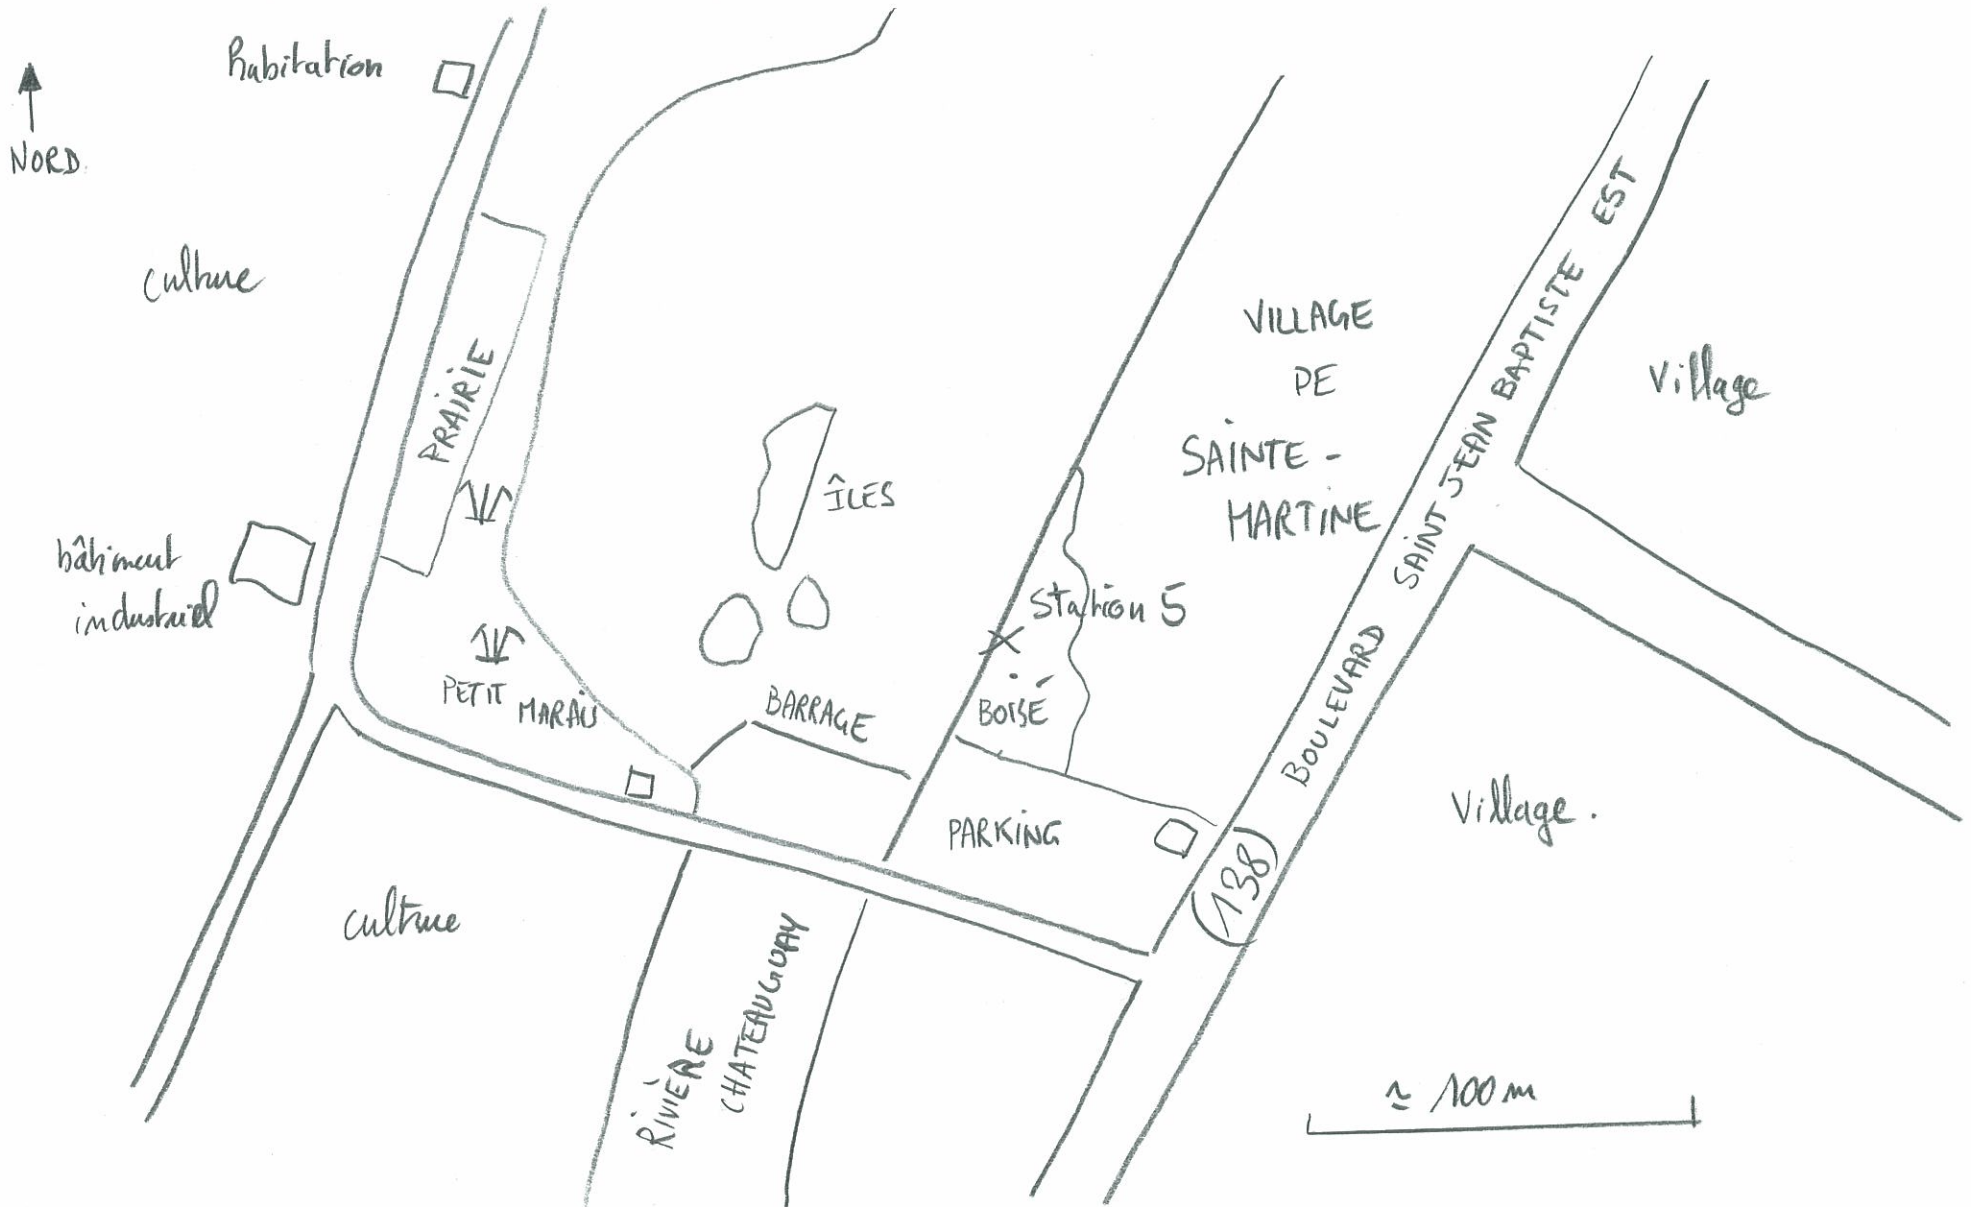 habitation
NORD
culture
PRAIRIE
ÎLES
VILLAGE
DE
SAINTE-
MARTINE
BOULEVARD SAINT JEAN BAPTISTE EST
Village
bâtiment
industriel
Station 5
PETIT MARAIS
BARRAGE
BOISÉ
PARKING
(138)
Village.
culture
RIVIÈRE
CHATEAUGUAY
≈ 100 m